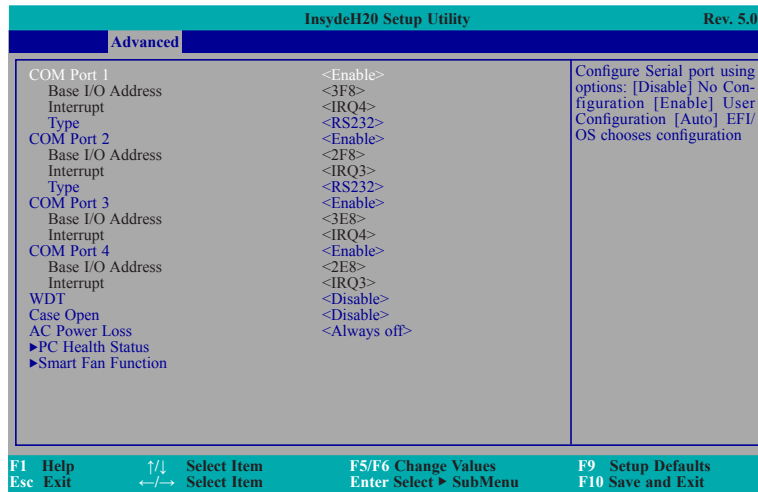 InsydeH20 Setup Utility Rev. 5.0
Advanced
COM Port 1 <Enable>
Base I/O Address <3F8>
Interrupt <IRQ4>
Type <RS232>
COM Port 2 <Enable>
Base I/O Address <2F8>
Interrupt <IRQ3>
Type <RS232>
COM Port 3 <Enable>
Base I/O Address <3E8>
Interrupt <IRQ4>
COM Port 4 <Enable>
Base I/O Address <2E8>
Interrupt <IRQ3>
WDT <Disable>
Case Open <Disable>
AC Power Loss <Always off>
►PC Health Status
►Smart Fan Function
Configure Serial port using
options: [Disable] No Con-
figuration [Enable] User
Configuration [Auto] EFI/
OS chooses configuration
F1 Help ↑/↓ Select Item F5/F6 Change Values F9 Setup Defaults
Esc Exit ←/→ Select Item Enter Select ► SubMenu F10 Save and Exit